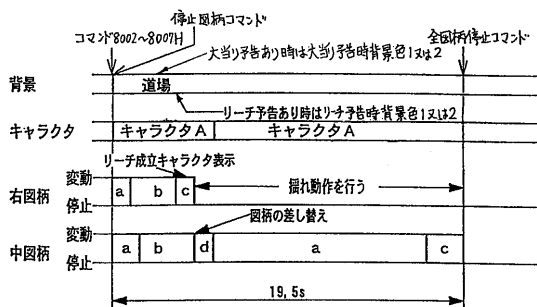 停止図柄コマンド
コマンド8002～8007H
全図柄停止コマンド
大当り予告あり時は大当り予告時背景色1又は2
背景
道場
リーチ予告あり時はリーチ予告時背景色1又は2
キャラクタ
キャラクタA
キャラクタA
リーチ成立キャラクタ表示
右図柄
変動
停止
a
b
c
揺れ動作を行う
図柄の差し替え
中図柄
変動
停止
a
b
d
a
c
19,5s